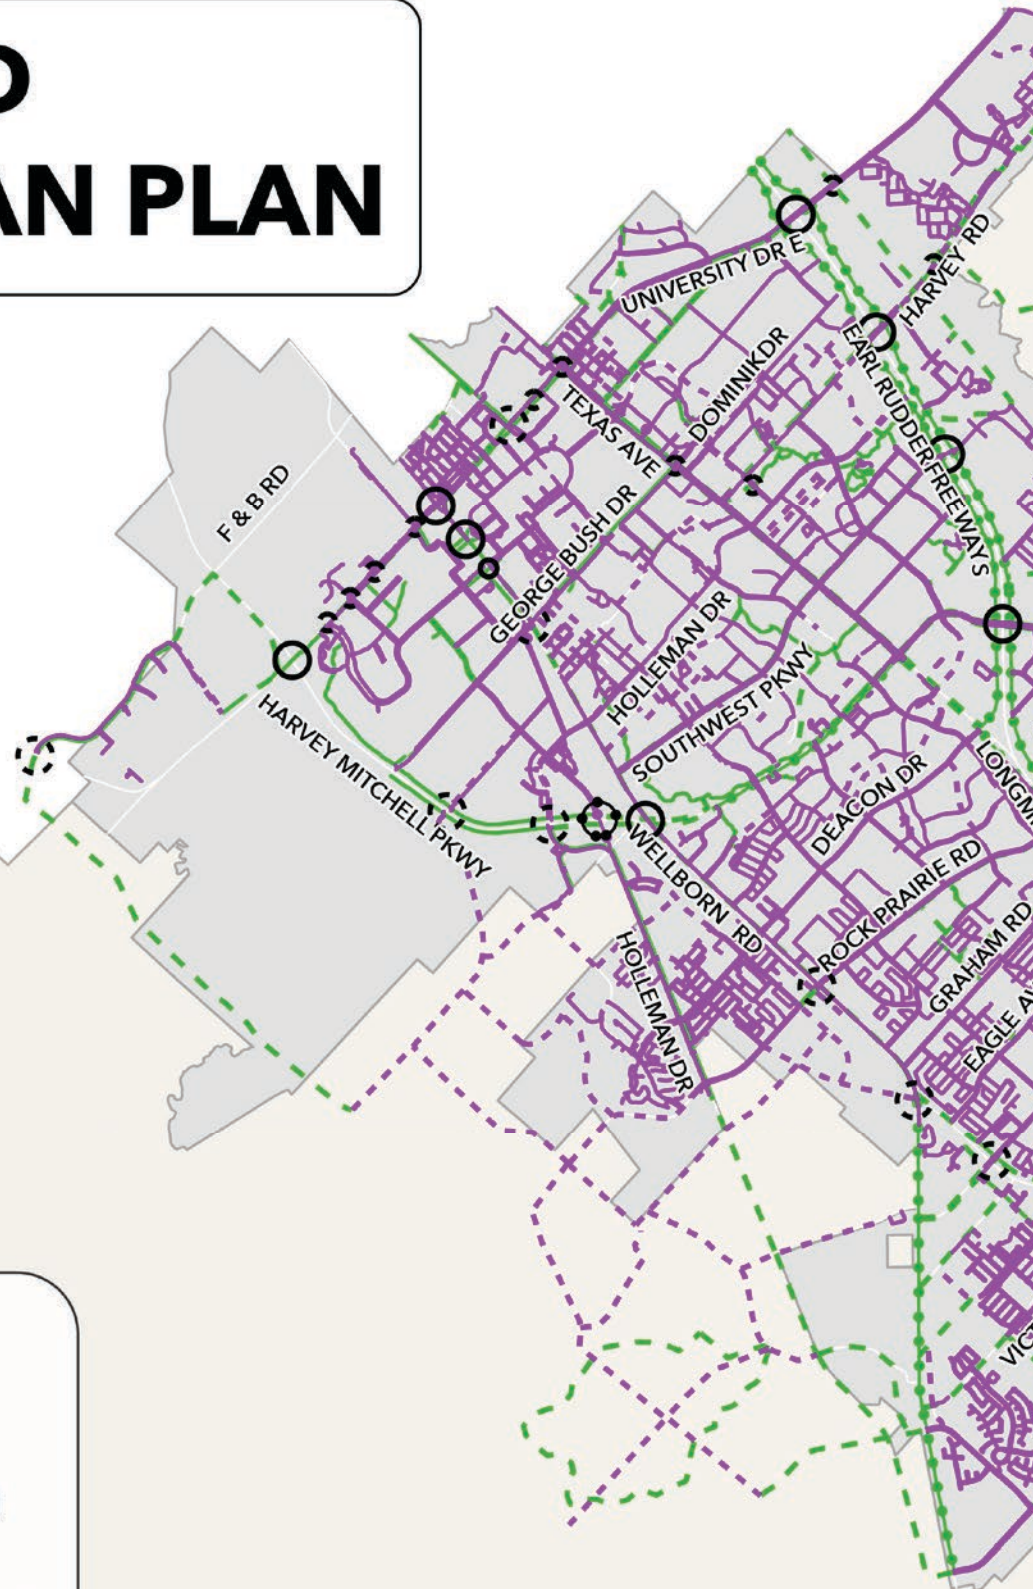 D
AN PLAN
UNIVERSITY DR E
HARVEY RD
DOMINIK DR
EARL RUDDER FREEWAY S
TEXAS AVE
F & B RD
GEORGE BUSH DR
HOLLEMAN DR
SOUTHWEST PKWY
HARVEY MITCHELL PKWY
LONGM
DEACON DR
WELLBORN RD
ROCK PRAIRIE RD
GRAHAM RD
HOLLEMAN DR
EAGLE AV
VIC